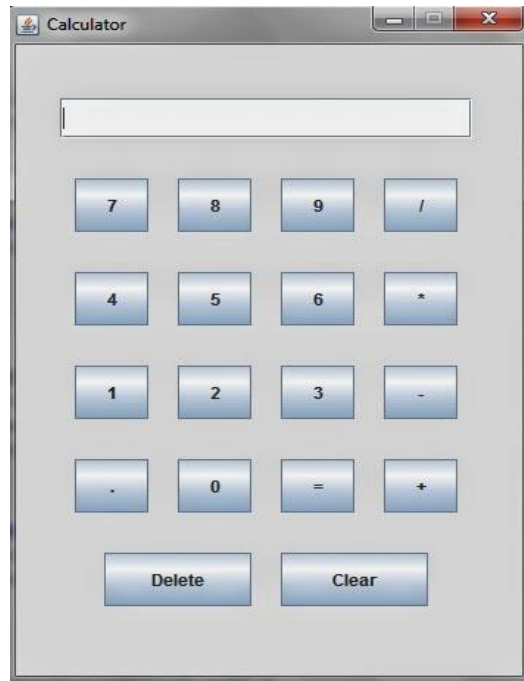 Calculator
7 8 9 /
4 5 6 *
1 2 3 -
. 0 = +
Delete Clear